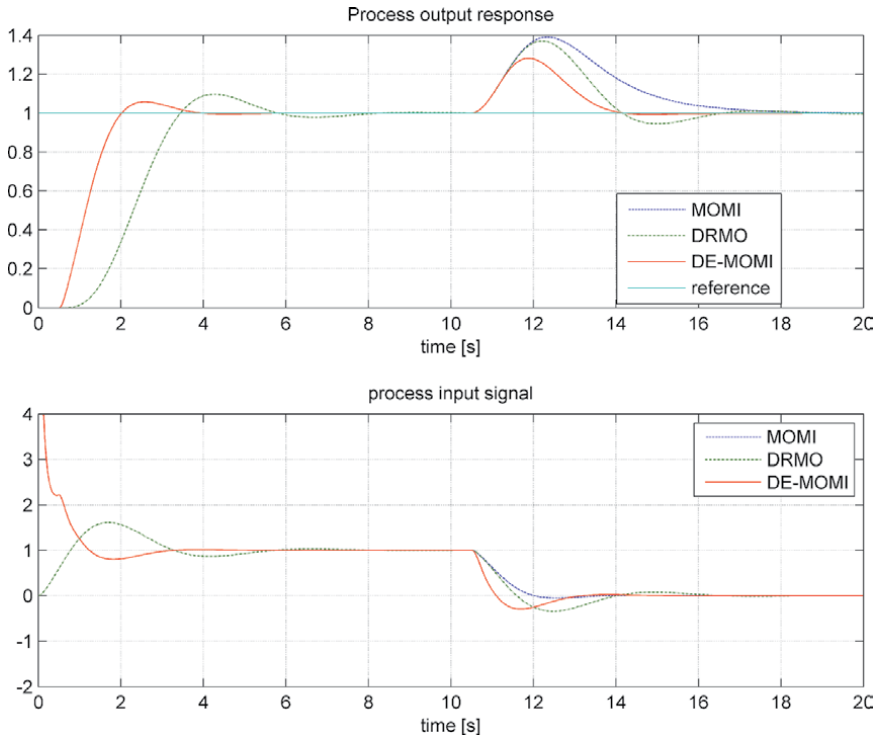 Process output response
1.4
1.2
1
0.8
0.6
0.4
0.2
0
MOMI
DRMO
DE-MOMI
reference
0 2 4 6 8 10 12 14 16 18 20
time [s]
process input signal
4
3
2
1
0
-1
-2
MOMI
DRMO
DE-MOMI
0 2 4 6 8 10 12 14 16 18 20
time [s]